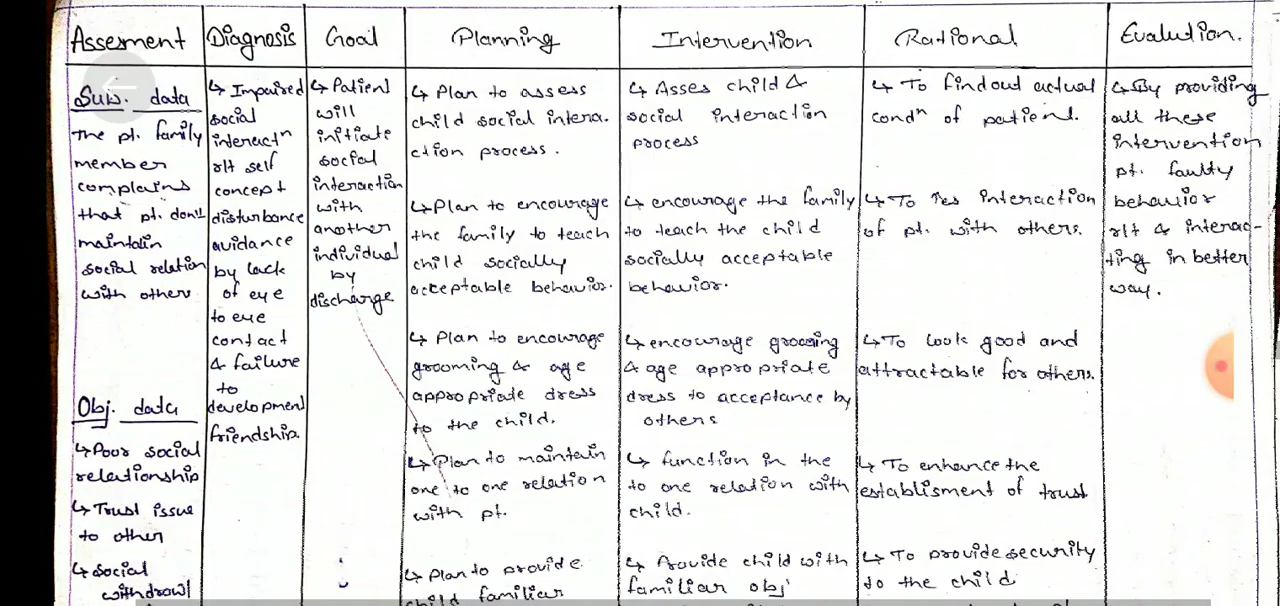 Assesment
Diagnosis
Goal
Planning
Intervention
Rational
Evalution.
Sub. data
The pt. family
member
complains
that pt. don't
maintain
social relation
with others
Obj. data
↳ Poor social
relationship
↳ Trust issue
to other
↳ social
withdrawl
↳ Impaired
social
interactⁿ
r/t self
concept
disturbance
avidance
by lack
of eye
to eye
contact
& failure
to
development
friendship.
↳ Patient
will
initiate
social
interaction
with
another
individual
by
discharge
↳ Plan to assess
child social intera.
ction process.
↳ Plan to encourage
the family to teach
child socially
acceptable behavior.
↳ Plan to encourage
grooming & age
appropriate dress
to the child.
↳ Plan to maintain
one to one relation
with pt.
↳ Plan to provide
child familiar
↳ Asses child &
social interaction
process
↳ encourage the family
to teach the child
socially acceptable
behavior.
↳ encourage grooming
& age appropriate
dress to acceptance by
others
↳ function in the
to one relation with
child.
↳ Provide child with
familiar obj
↳ To find out actual
condⁿ of patient.
↳ To interaction
of pt. with others.
↳ To look good and
attractable for others.
↳ To enhance the
establisment of trust
↳ To provide security
to the child
↳ By providing
all these
intervention
pt. faulty
behavior
r/t & interac-
ting in better
way.